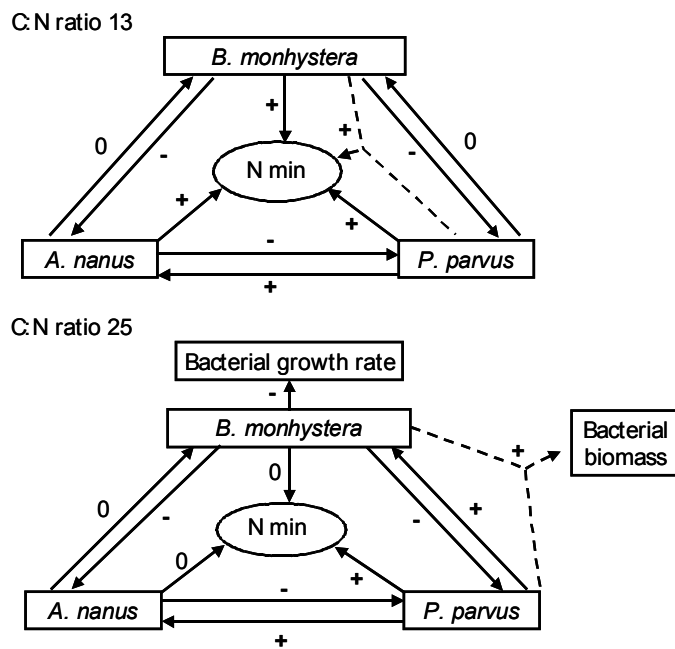 C:N ratio 13
B. monhystera
+
+
0
-
-
0
N min
+
+
A. nanus
-
P. parvus
+
C:N ratio 25
Bacterial growth rate
-
B. monhystera
+
Bacterial
biomass
0
0
-
-
+
N min
0
+
A. nanus
-
P. parvus
+